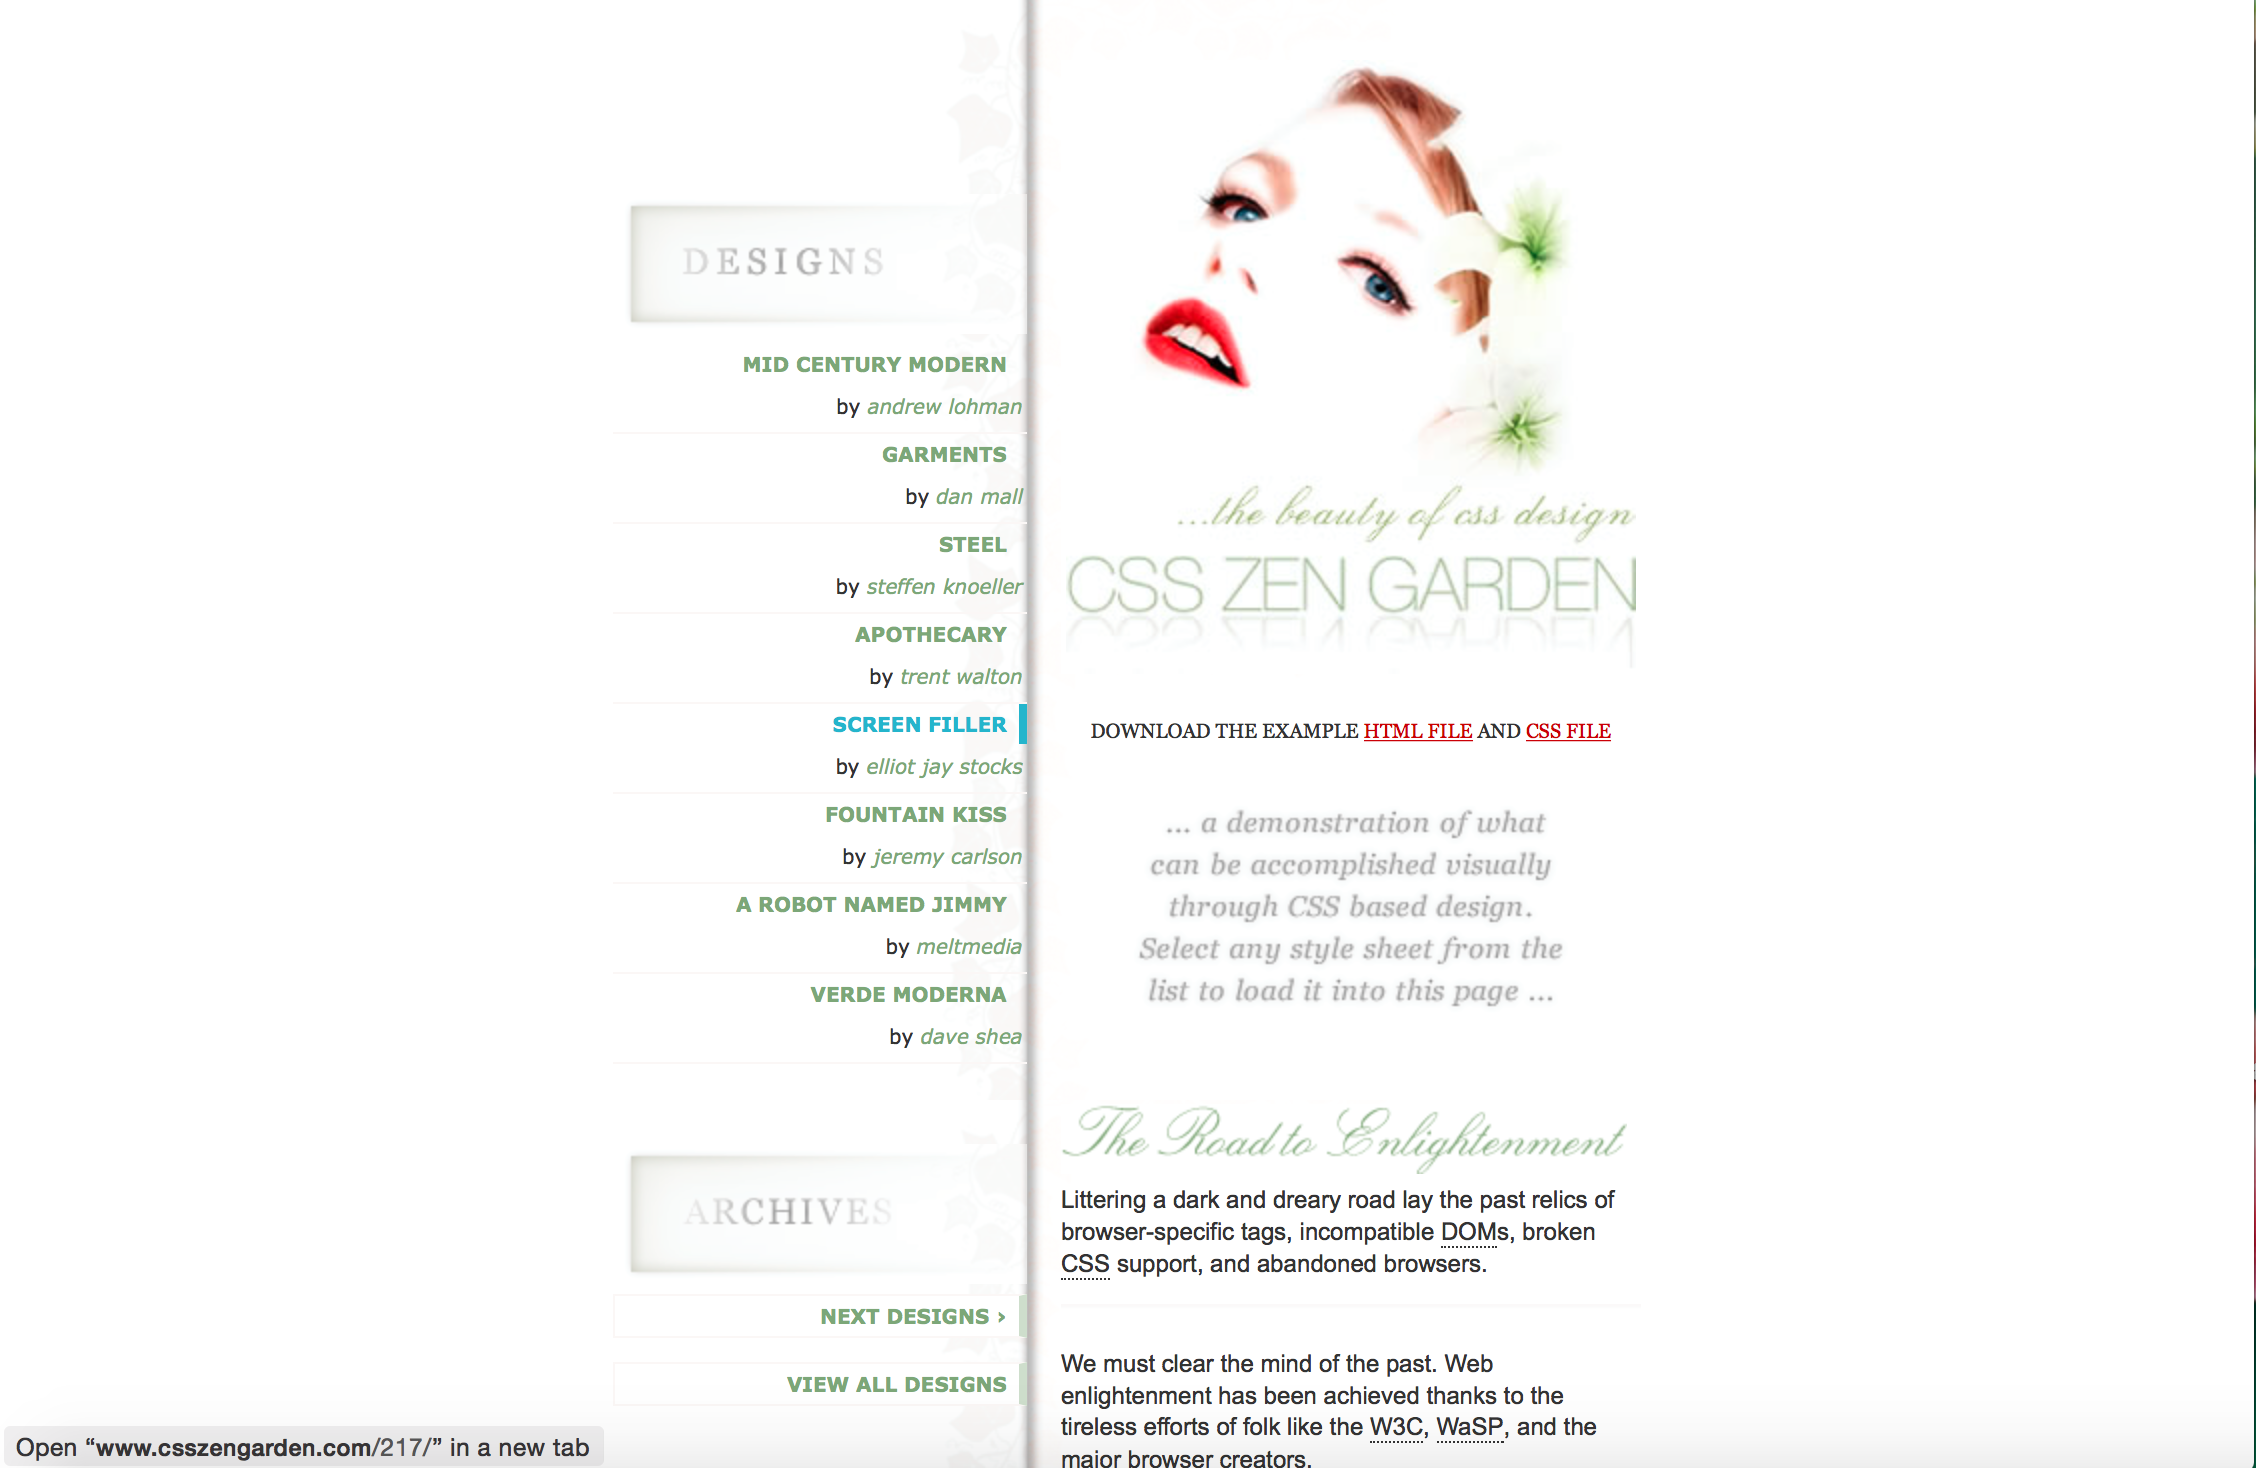 DESIGNS
MID CENTURY MODERN
by andrew lohman
GARMENTS
by dan mall
STEEL
by steffen knoeller
APOTHECARY
by trent walton
SCREEN FILLER
by elliot jay stocks
FOUNTAIN KISS
by jeremy carlson
A ROBOT NAMED JIMMY
by meltmedia
VERDE MODERNA
by dave shea
ARCHIVES
NEXT DESIGNS ›
VIEW ALL DESIGNS
Open “www.csszengarden.com/217/” in a new tab
...the beauty of css design
CSS ZEN GARDEN
DOWNLOAD THE EXAMPLE HTML FILE AND CSS FILE
... a demonstration of what
can be accomplished visually
through CSS based design.
Select any style sheet from the
list to load it into this page ...
The Road to Enlightenment
Littering a dark and dreary road lay the past relics of
browser-specific tags, incompatible DOMs, broken
CSS support, and abandoned browsers.
We must clear the mind of the past. Web
enlightenment has been achieved thanks to the
tireless efforts of folk like the W3C, WaSP, and the
major browser creators.